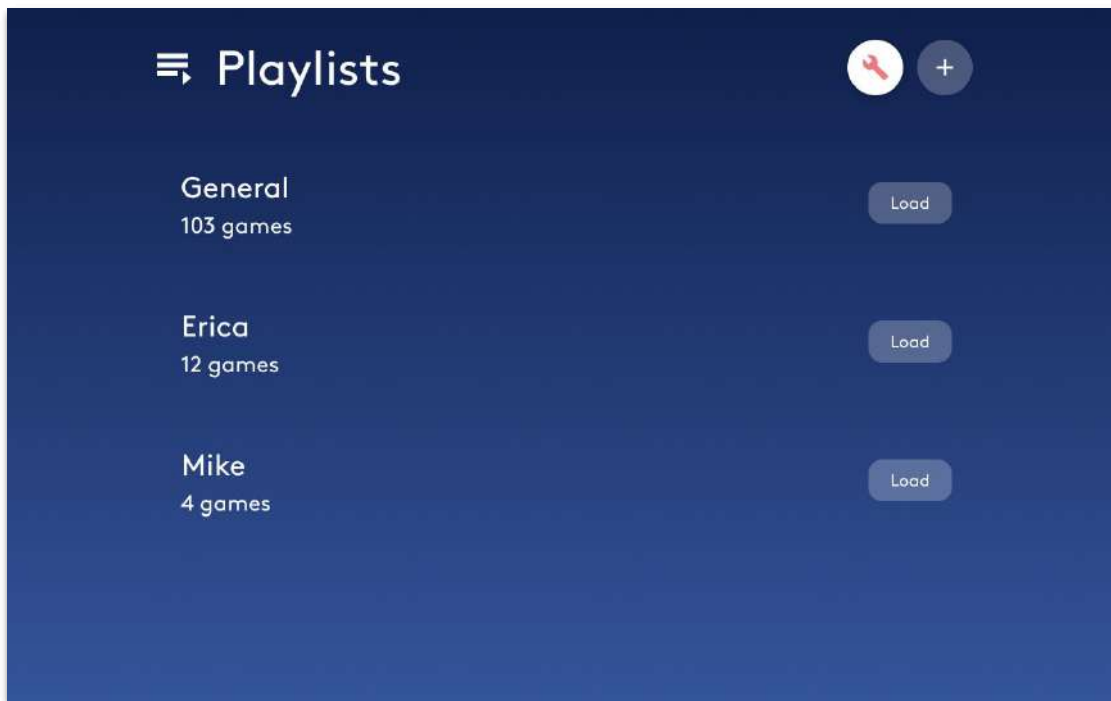 Playlists
+
General
103 games
Load
Erica
12 games
Load
Mike
4 games
Load